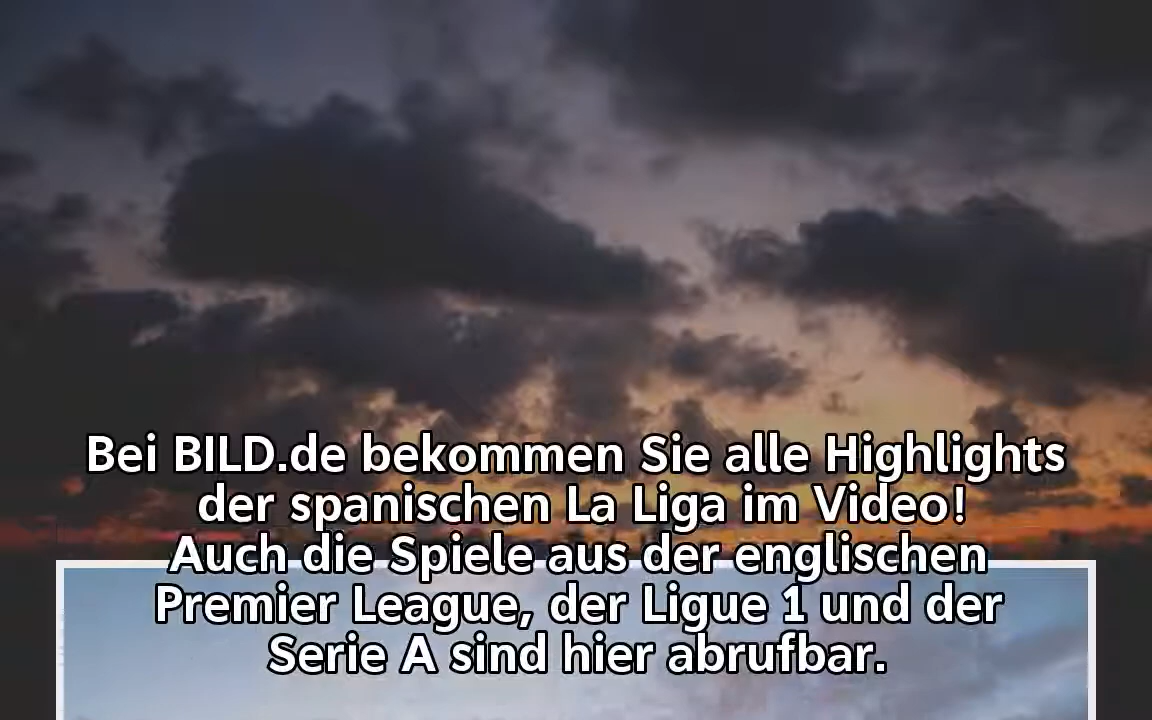 Bei BILD.de bekommen Sie alle Highlights
der spanischen La Liga im Video!
Auch die Spiele aus der englischen
Premier League, der Ligue 1 und der
Serie A sind hier abrufbar.